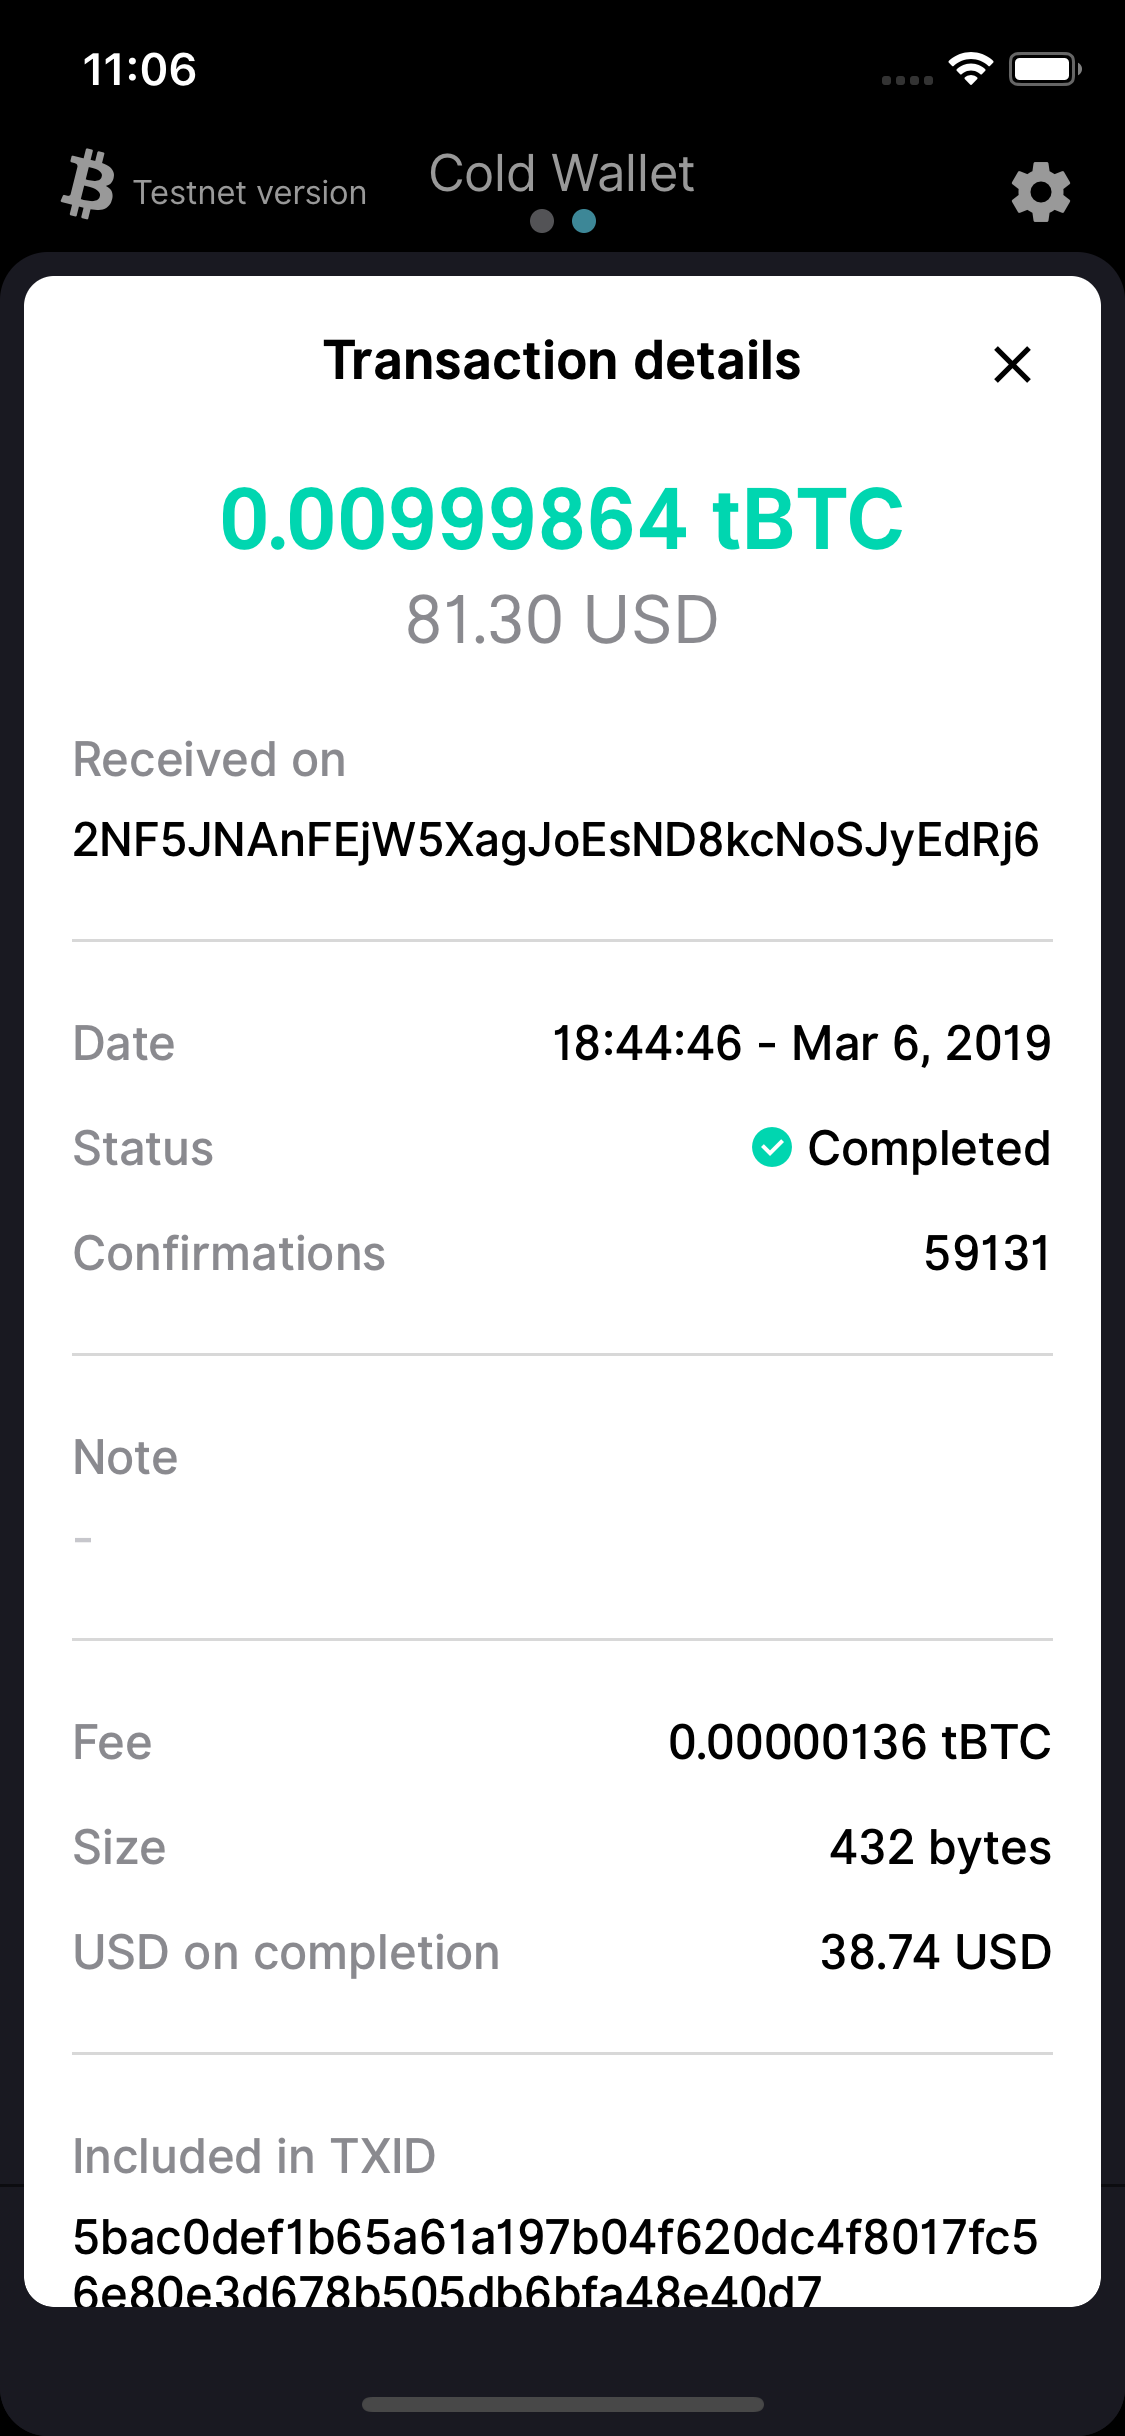 11:06
Testnet version
Cold Wallet
Transaction details
0.00999864 tBTC
81.30 USD
Received on
2NF5JNAnFEjW5XagJoEsND8kcNoSJyEdRj6
Date 18:44:46 - Mar 6, 2019
Status Completed
Confirmations 59131
Note
-
Fee 0.00000136 tBTC
Size 432 bytes
USD on completion 38.74 USD
Included in TXID
5bac0def1b65a61a197b04f620dc4f8017fc5
6e80e3d678b505db6bfa48e40d7